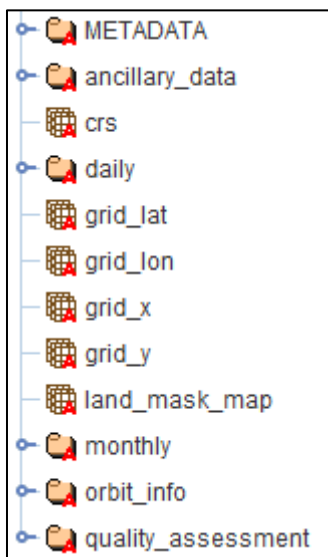 METADATA
ancillary_data
crs
daily
grid_lat
grid_lon
grid_x
grid_y
land_mask_map
monthly
orbit_info
quality_assessment